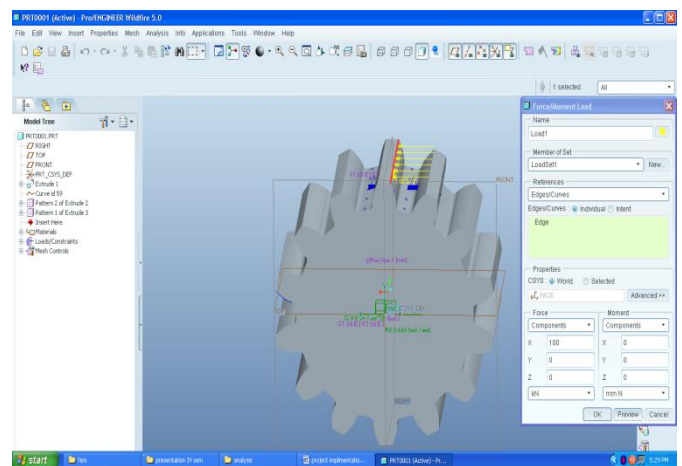 PRT0001 (Active) - Pro/ENGINEER Wildfire 5.0
File Edit View Insert Properties Mesh Analysis Info Applications Tools Window Help
1 selected
All
Model Tree
PRT0001.PRT
RIGHT
TOP
FRONT
PRT_CSYS_DEF
Extrude 1
Curve id 59
Pattern 2 of Extrude 2
Pattern 1 of Extrude 3
Insert Here
Materials
Loads/Constraints
Mesh Controls
FRONT
Force/Moment Load
Name
Load1
Member of Set
LoadSet1
New...
References
Edges/Curves
Edges/Curves : Individual Intent
Edge
Properties
CSYS : World Selected
WCS
Advanced >>
Force
Moment
Components
Components
X 100
X 0
Y 0
Y 0
Z 0
Z 0
kN
mm N
OK Preview Cancel
start
presentation IV sem
analysis
project implimentatio...
PRT0001 (Active) - Pr...
5:29 PM